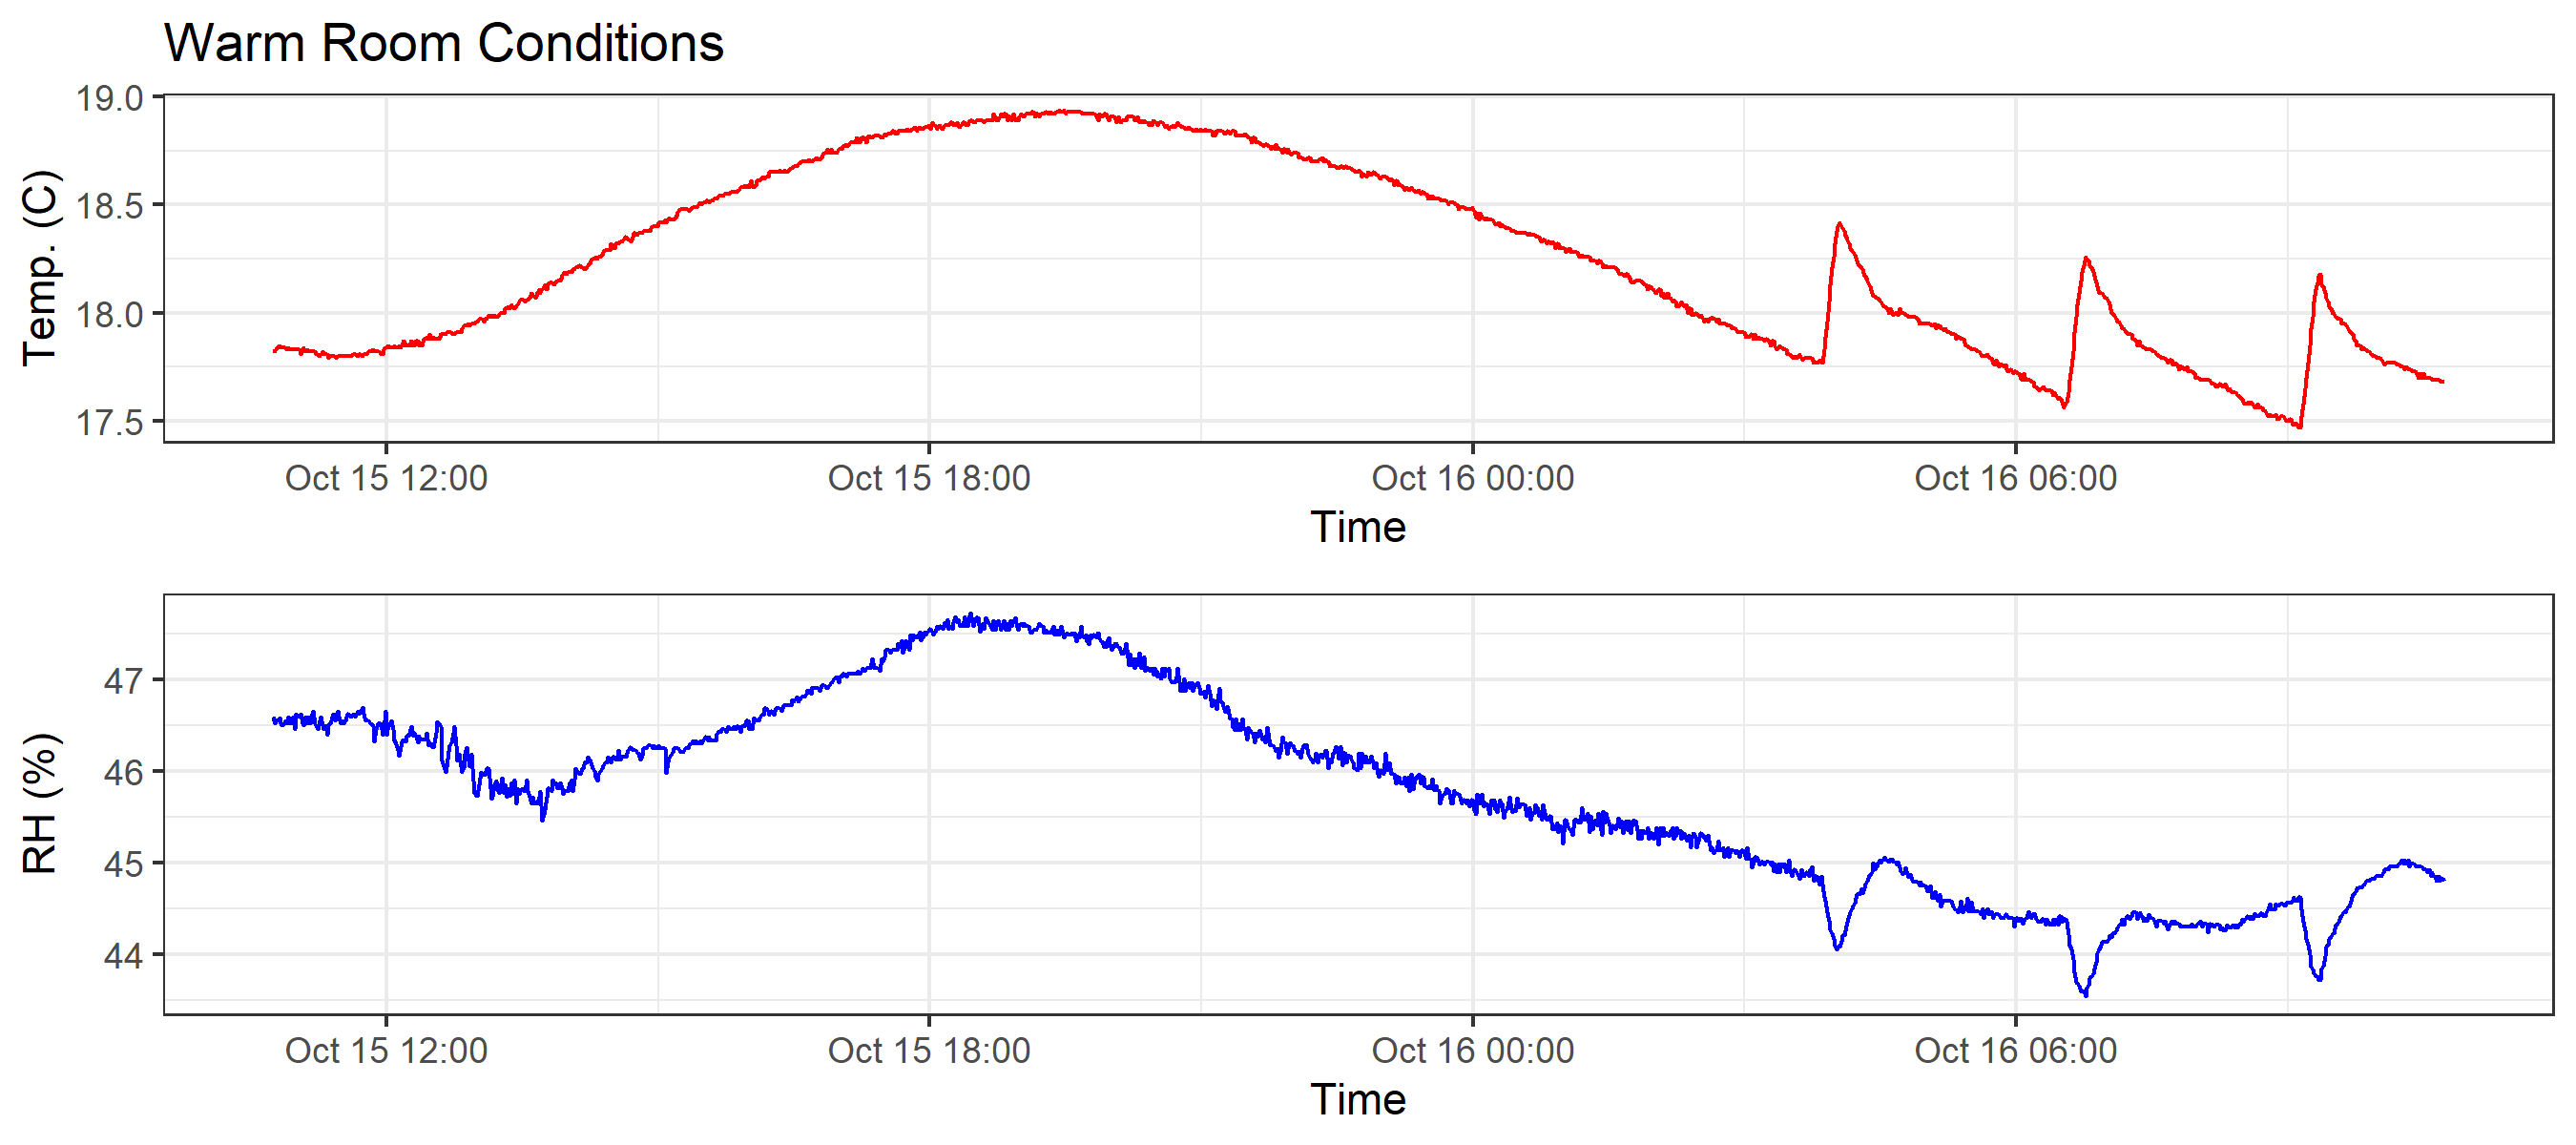 Warm Room Conditions
Temp. (C)
19.0
18.5
18.0
17.5
Oct 15 12:00 Oct 15 18:00 Oct 16 00:00 Oct 16 06:00
Time
RH (%)
47
46
45
44
Oct 15 12:00 Oct 15 18:00 Oct 16 00:00 Oct 16 06:00
Time